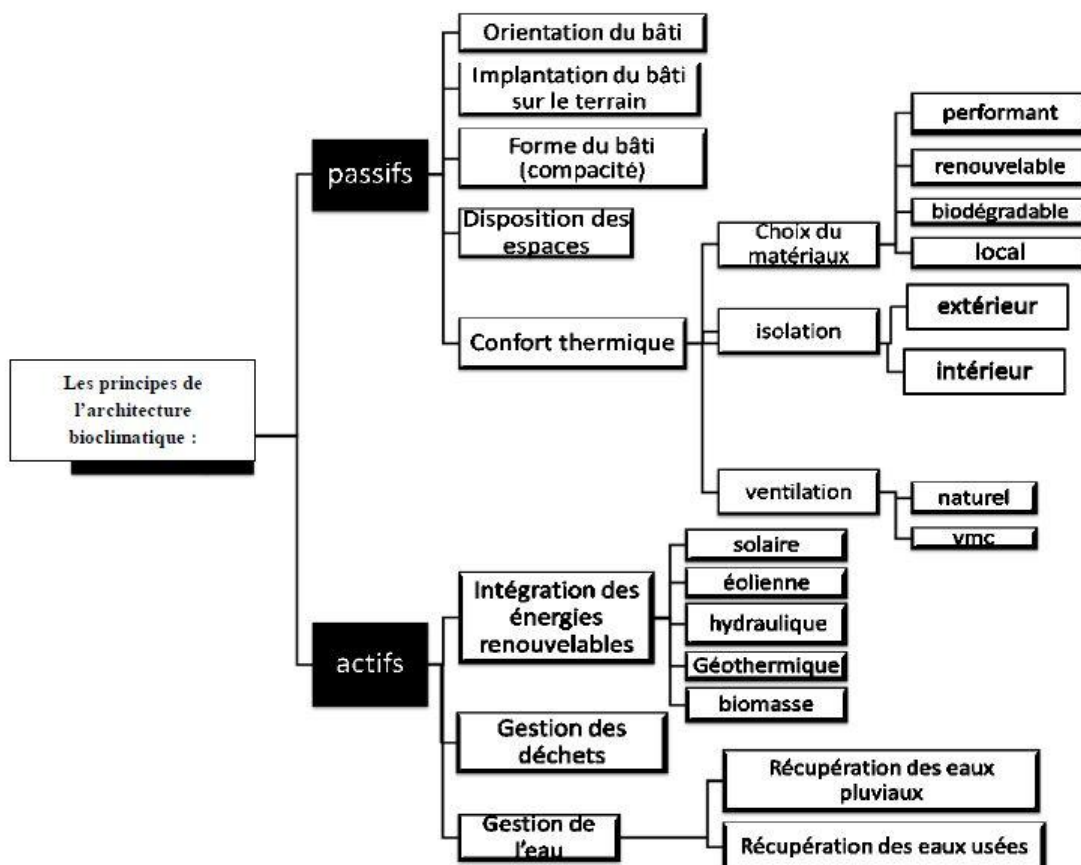 Les principes de
l'architecture
bioclimatique :
passifs
Orientation du bâti
Implantation du bâti
sur le terrain
Forme du bâti
(compacité)
Disposition des
espaces
Confort thermique
Choix du
matériaux
performant
renouvelable
biodégradable
local
isolation
extérieur
intérieur
ventilation
naturel
vmc
actifs
Intégration des
énergies
renouvelables
solaire
éolienne
hydraulique
Géothermique
biomasse
Gestion des
déchets
Gestion de
l'eau
Récupération des eaux
pluviaux
Récupération des eaux usées